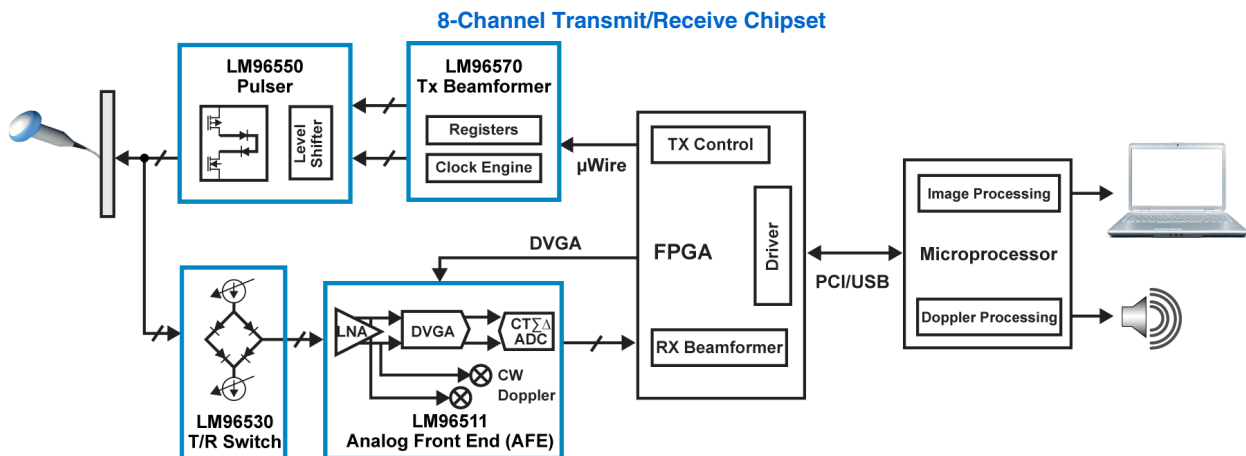 8-Channel Transmit/Receive Chipset
LM96550
Pulser
Level
Shifter
LM96570
Tx Beamformer
Registers
Clock Engine
µWire
TX Control
FPGA
Driver
RX Beamformer
DVGA
PCI/USB
Microprocessor
Image Processing
Doppler Processing
LM96530
T/R Switch
LNA
DVGA
CT∑∆
ADC
CW
Doppler
LM96511
Analog Front End (AFE)